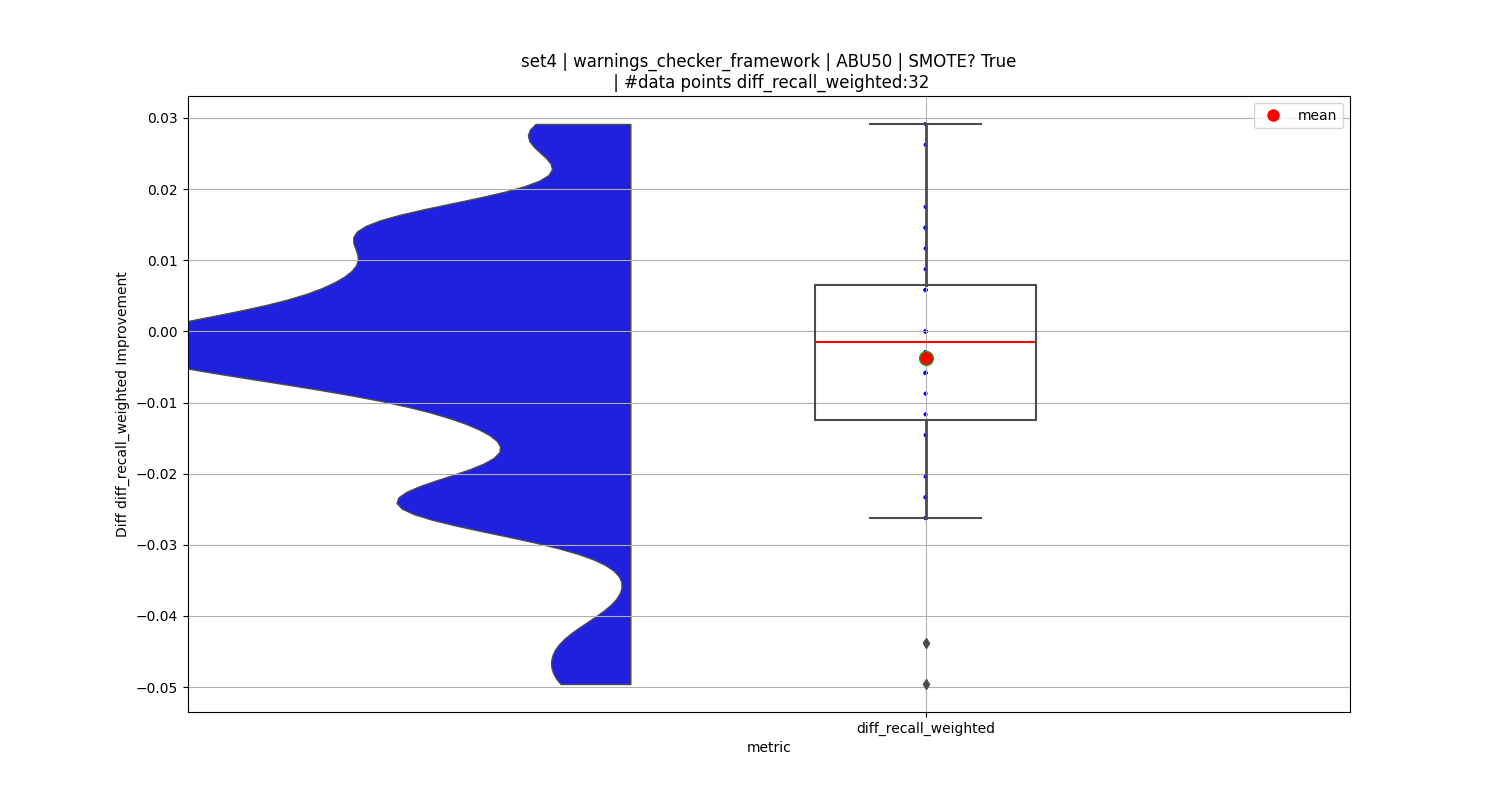 set4 | warnings_checker_framework | ABU50 | SMOTE? True
| #data points diff_recall_weighted:32
mean
0.03
0.02
0.01
0.00
−0.01
−0.02
−0.03
−0.04
−0.05
Diff diff_recall_weighted Improvement
diff_recall_weighted
metric